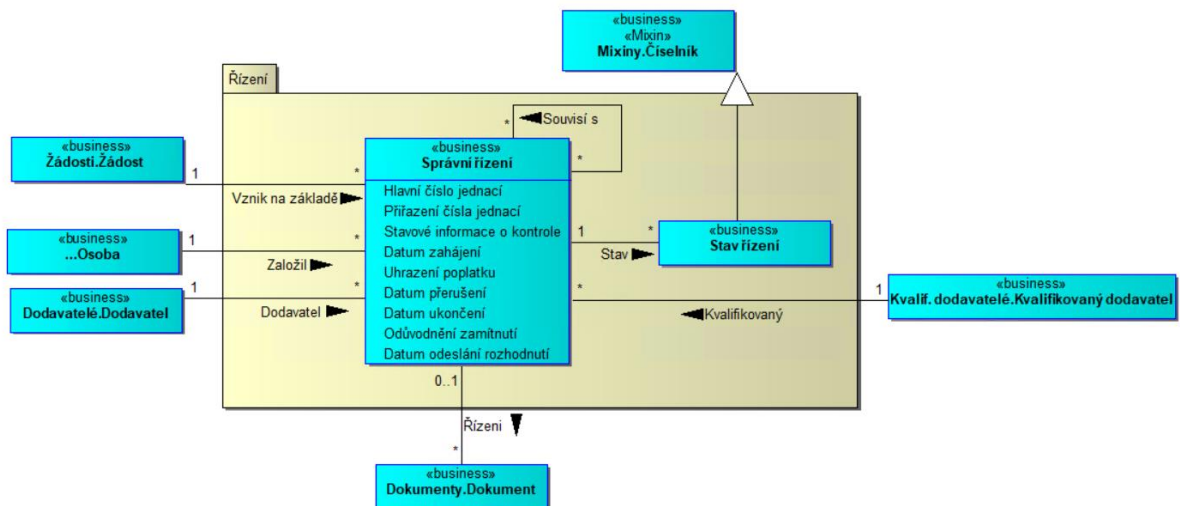 «business»
«Mixin»
Mixiny.Číselník
Řízení
Souvisí s
*
*
«business»
Žádosti.Žádost
1
*
Vznik na základě
«business»
Správní řízení
Hlavní číslo jednací
Přiřazení čísla jednací
Stavové informace o kontrole
Datum zahájení
Uhrazení poplatku
Datum přerušení
Datum ukončení
Odůvodnění zamítnutí
Datum odeslání rozhodnutí
«business»
...Osoba
1
*
Založil
1
*
Stav
«business»
Stav řízení
«business»
Dodavatelé.Dodavatel
1
*
Dodavatel
*
1
Kvalifikovaný
«business»
Kvalif. dodavatelé.Kvalifikovaný dodavatel
0..1
Řízeni
*
«business»
Dokumenty.Dokument